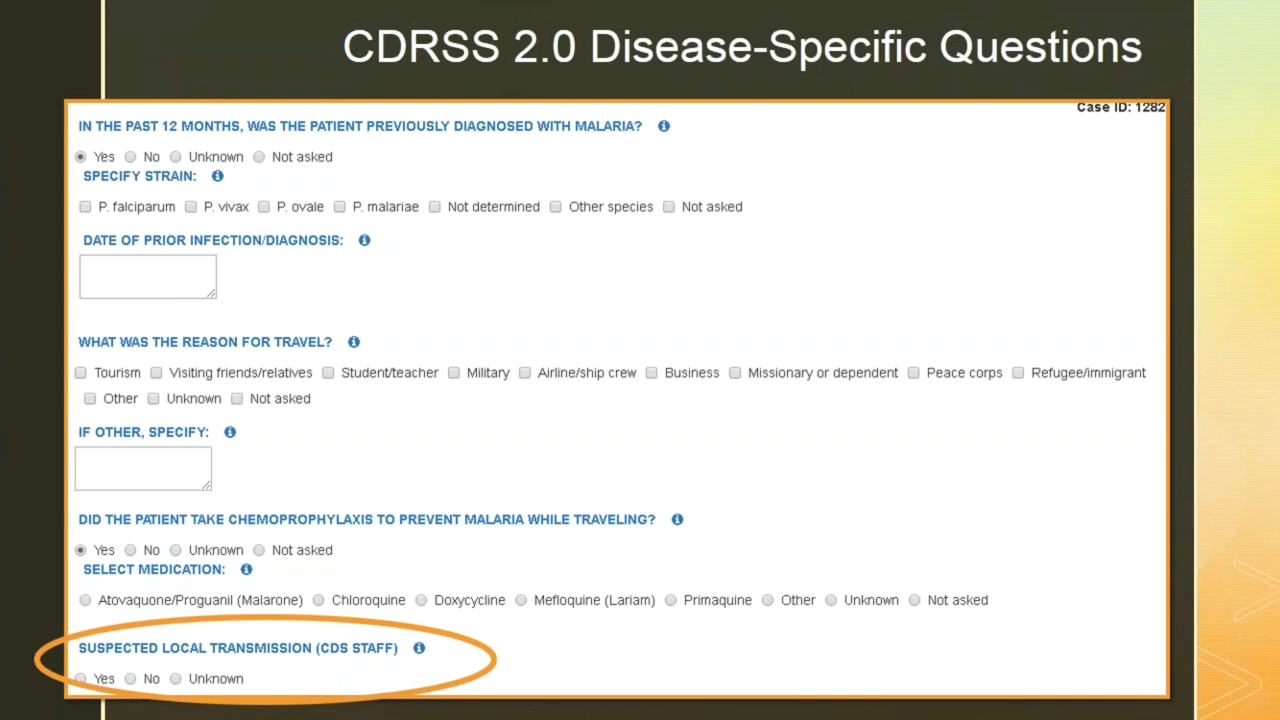 CDRSS 2.0 Disease-Specific Questions
Case ID: 1282
IN THE PAST 12 MONTHS, WAS THE PATIENT PREVIOUSLY DIAGNOSED WITH MALARIA?
Yes No Unknown Not asked
SPECIFY STRAIN:
P. falciparum P. vivax P. ovale P. malariae Not determined Other species Not asked
DATE OF PRIOR INFECTION/DIAGNOSIS:
WHAT WAS THE REASON FOR TRAVEL?
Tourism Visiting friends/relatives Student/teacher Military Airline/ship crew Business Missionary or dependent Peace corps Refugee/immigrant
Other Unknown Not asked
IF OTHER, SPECIFY:
DID THE PATIENT TAKE CHEMOPROPHYLAXIS TO PREVENT MALARIA WHILE TRAVELING?
Yes No Unknown Not asked
SELECT MEDICATION:
Atovaquone/Proguanil (Malarone) Chloroquine Doxycycline Mefloquine (Lariam) Primaquine Other Unknown Not asked
SUSPECTED LOCAL TRANSMISSION (CDS STAFF)
Yes No Unknown